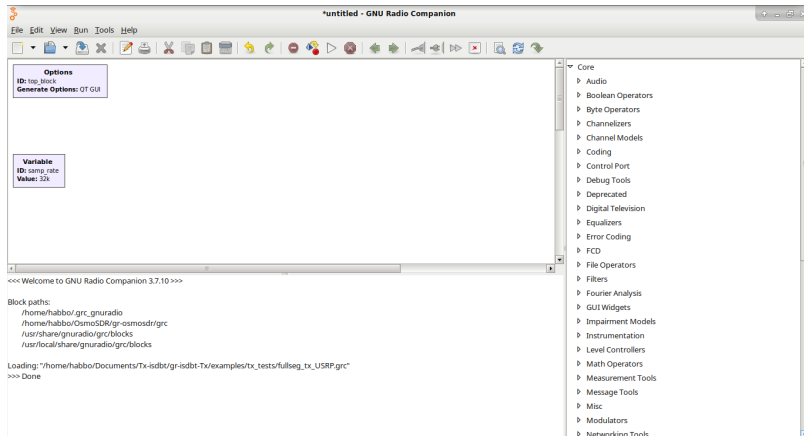 *untitled - GNU Radio Companion
File Edit View Run Tools Help
Options
ID: top_block
Generate Options: QT GUI
Variable
ID: samp_rate
Value: 32k
<<< Welcome to GNU Radio Companion 3.7.10 >>>
Block paths:
/home/habbo/.grc_gnuradio
/home/habbo/OsmoSDR/gr-osmosdr/grc
/usr/share/gnuradio/grc/blocks
/usr/local/share/gnuradio/grc/blocks
Loading: "/home/habbo/Documents/Tx-isdbt/gr-isdbt-Tx/examples/tx_tests/fullseg_tx_USRP.grc"
>>> Done
Core
Audio
Boolean Operators
Byte Operators
Channelizers
Channel Models
Coding
Control Port
Debug Tools
Deprecated
Digital Television
Equalizers
Error Coding
FCD
File Operators
Filters
Fourier Analysis
GUI Widgets
Impairment Models
Instrumentation
Level Controllers
Math Operators
Measurement Tools
Message Tools
Misc
Modulators
Networking Tools